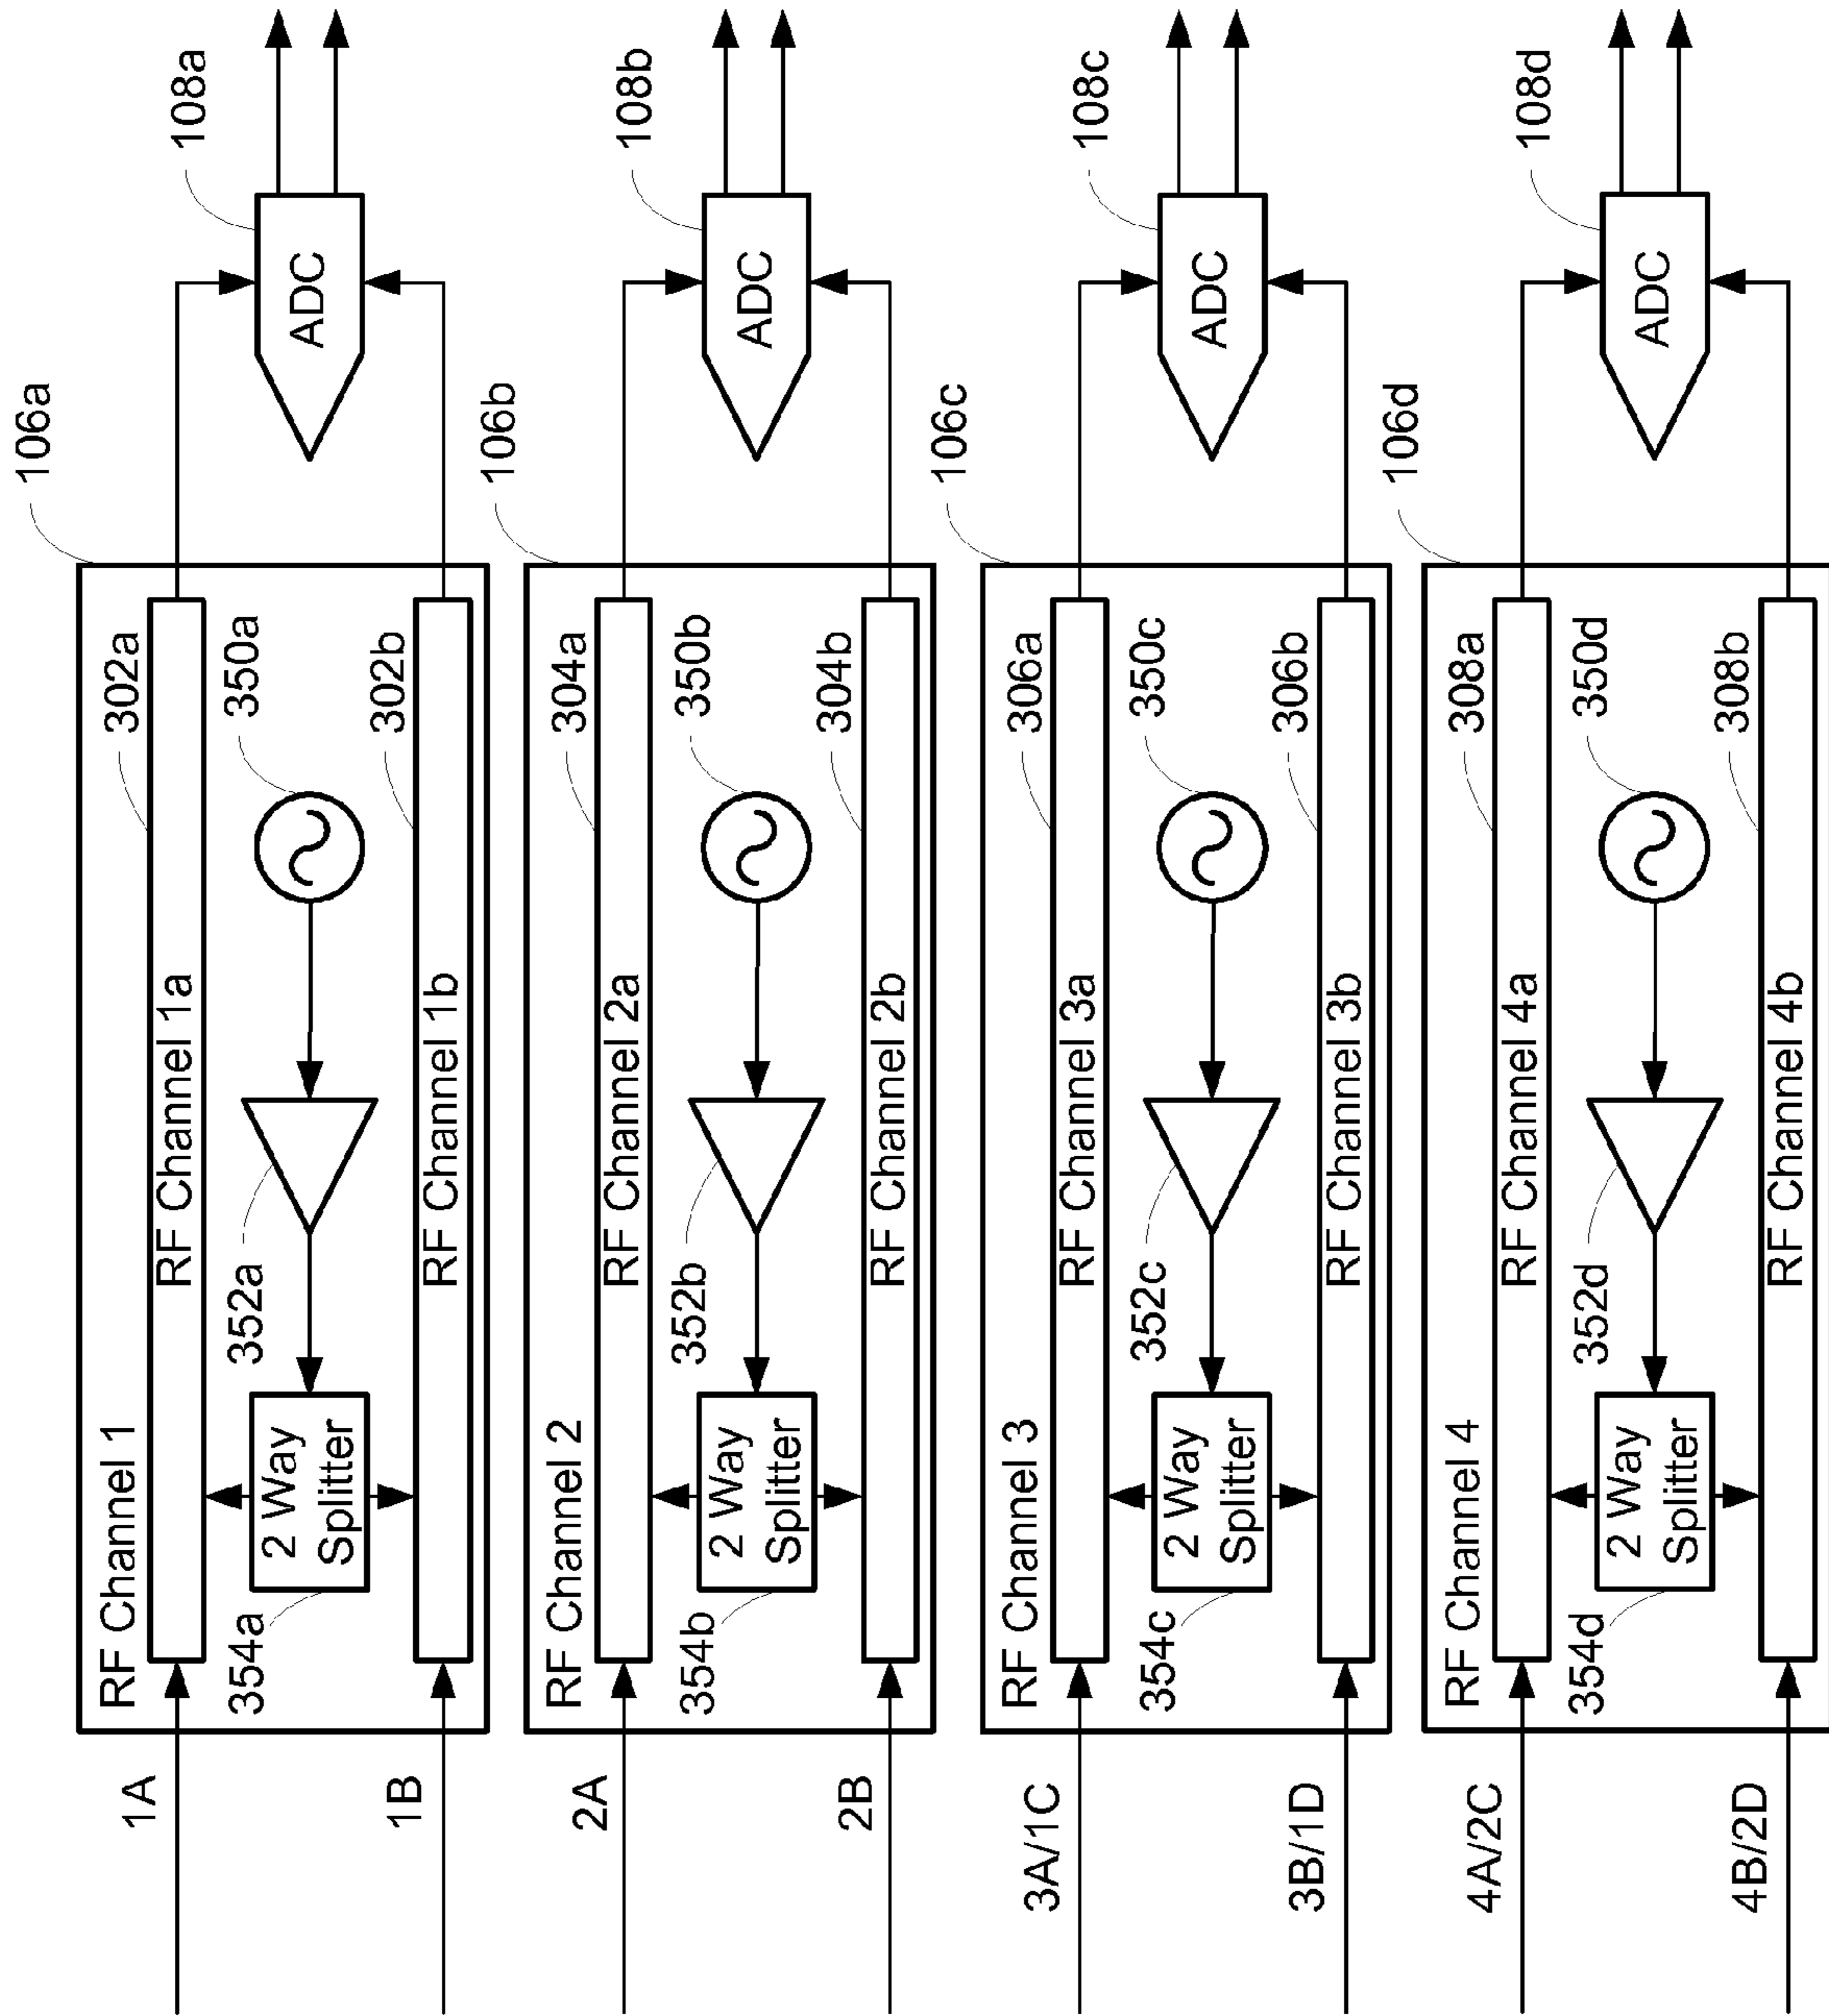 106a
108a
RF Channel 1
302a
1A
RF Channel 1a
354a
2 Way
Splitter
352a
350a
ADC
302b
1B
RF Channel 1b
106b
108b
RF Channel 2
304a
2A
RF Channel 2a
354b
2 Way
Splitter
352b
350b
ADC
304b
2B
RF Channel 2b
106c
108c
RF Channel 3
306a
3A/1C
RF Channel 3a
354c
2 Way
Splitter
352c
350c
ADC
306b
3B/1D
RF Channel 3b
106d
108d
RF Channel 4
308a
4A/2C
RF Channel 4a
354d
2 Way
Splitter
352d
350d
ADC
308b
4B/2D
RF Channel 4b